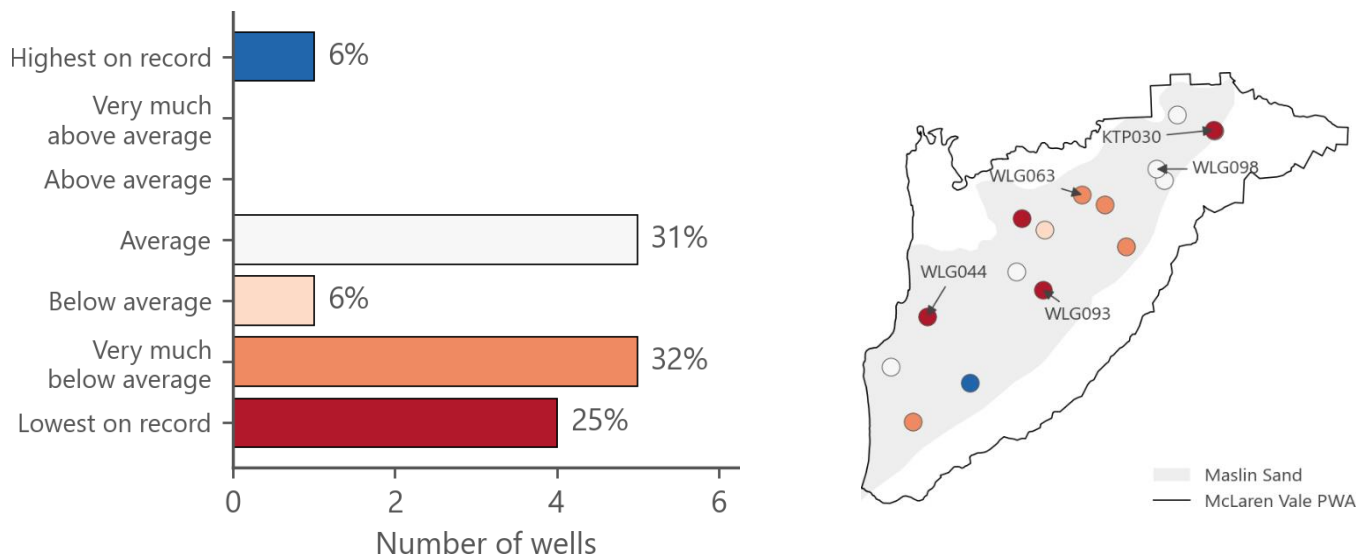 Highest on record
6%
Very much
above average
Above average
Average
31%
Below average
6%
Very much
below average
32%
Lowest on record
25%
0
2
4
6
Number of wells
KTP030
WLG098
WLG063
WLG044
WLG093
Maslin Sand
McLaren Vale PWA